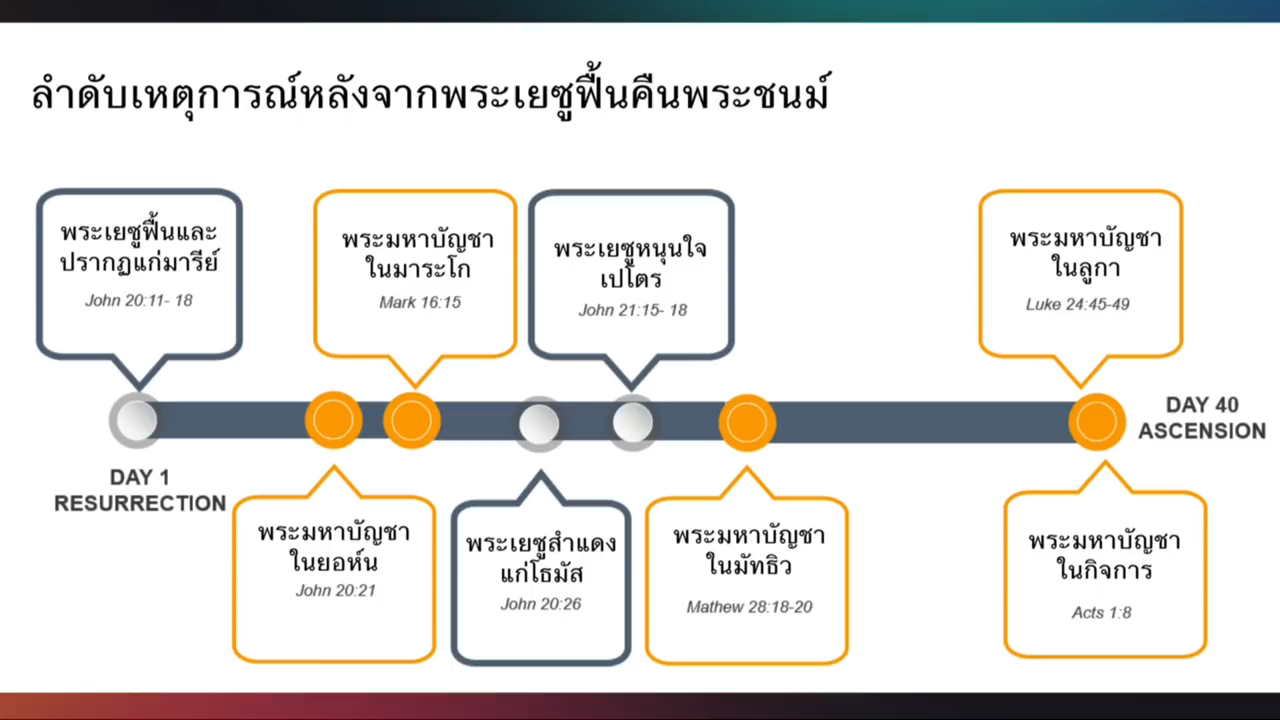 ลำดับเหตุการณ์หลังจากพระเยซูฟื้นคืนพระชนม์
พระเยซูฟื้นและ
ปรากฏแก่มารีย์
John 20:11- 18
พระมหาบัญชา
ในมาระโก
Mark 16:15
พระเยซูหนุนใจ
เปโตร
John 21:15- 18
พระมหาบัญชา
ในลูกา
Luke 24:45-49
DAY 40
ASCENSION
DAY 1
RESURRECTION
พระมหาบัญชา
ในยอห์น
John 20:21
พระเยซูสำแดง
แก่โธมัส
John 20:26
พระมหาบัญชา
ในมัทธิว
Mathew 28:18-20
พระมหาบัญชา
ในกิจการ
Acts 1:8